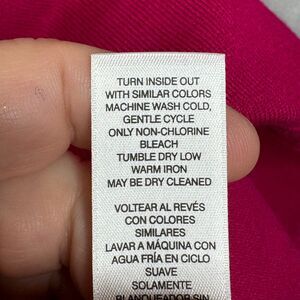 TURN INSIDE OUT
WITH SIMILAR COLORS
MACHINE WASH COLD,
GENTLE CYCLE
ONLY NON-CHLORINE
BLEACH
TUMBLE DRY LOW
WARM IRON
MAY BE DRY CLEANED
VOLTEAR AL REVÉS
CON COLORES
SIMILARES
LAVAR A MÁQUINA CON
AGUA FRÍA EN CICLO
SUAVE
SOLAMENTE
BLANQUEADOR SIN